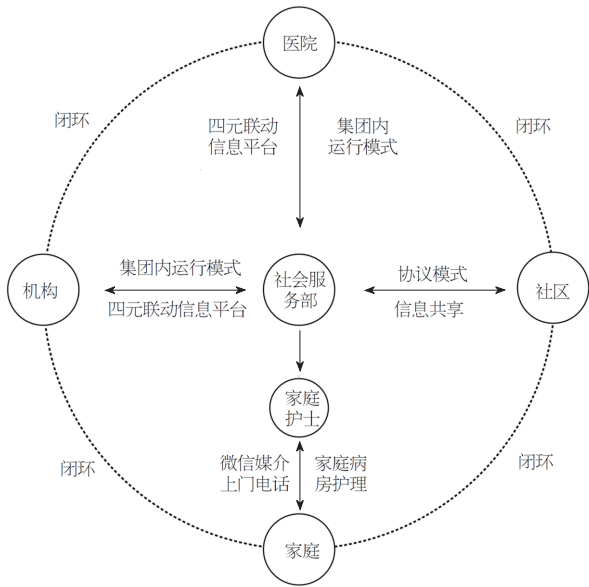 医院
闭环
闭环
四元联动
信息平台
集团内
运行模式
机构
集团内运行模式
四元联动信息平台
社会服
务部
协议模式
信息共享
社区
家庭
护士
闭环
闭环
微信媒介
上门电话
家庭病
房护理
家庭